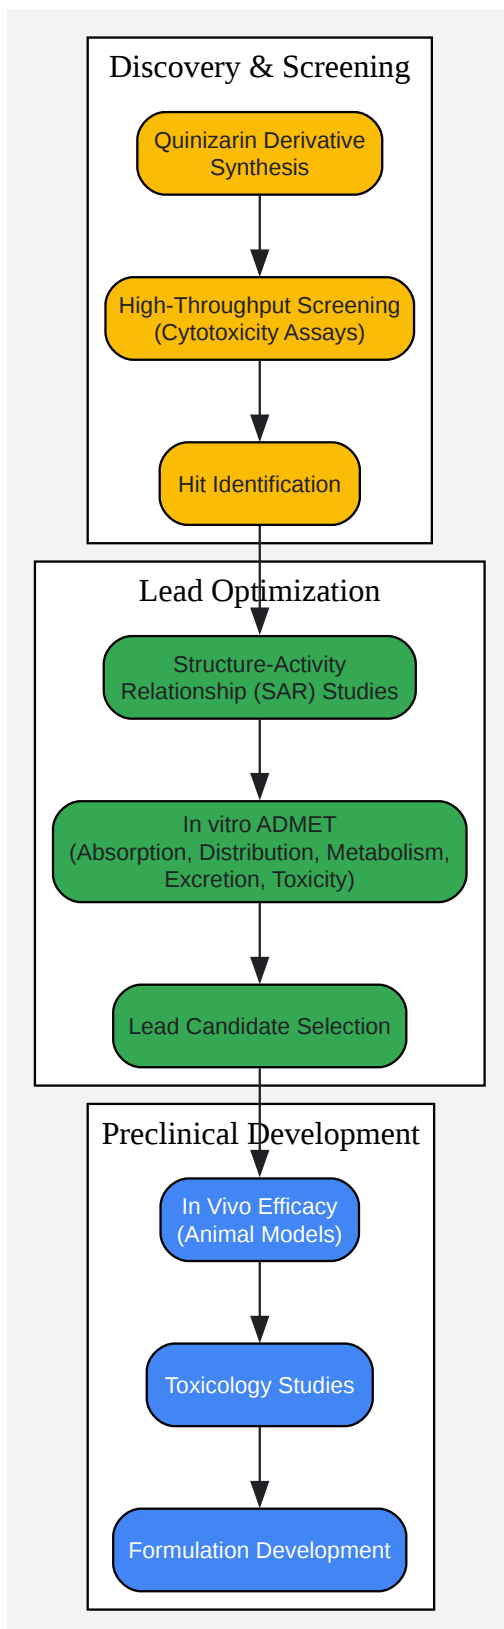 Discovery & Screening
Quinizarin Derivative
Synthesis
High-Throughput Screening
(Cytotoxicity Assays)
Hit Identification
Lead Optimization
Structure-Activity
Relationship (SAR) Studies
In vitro ADMET
(Absorption, Distribution, Metabolism,
Excretion, Toxicity)
Lead Candidate Selection
Preclinical Development
In Vivo Efficacy
(Animal Models)
Toxicology Studies
Formulation Development